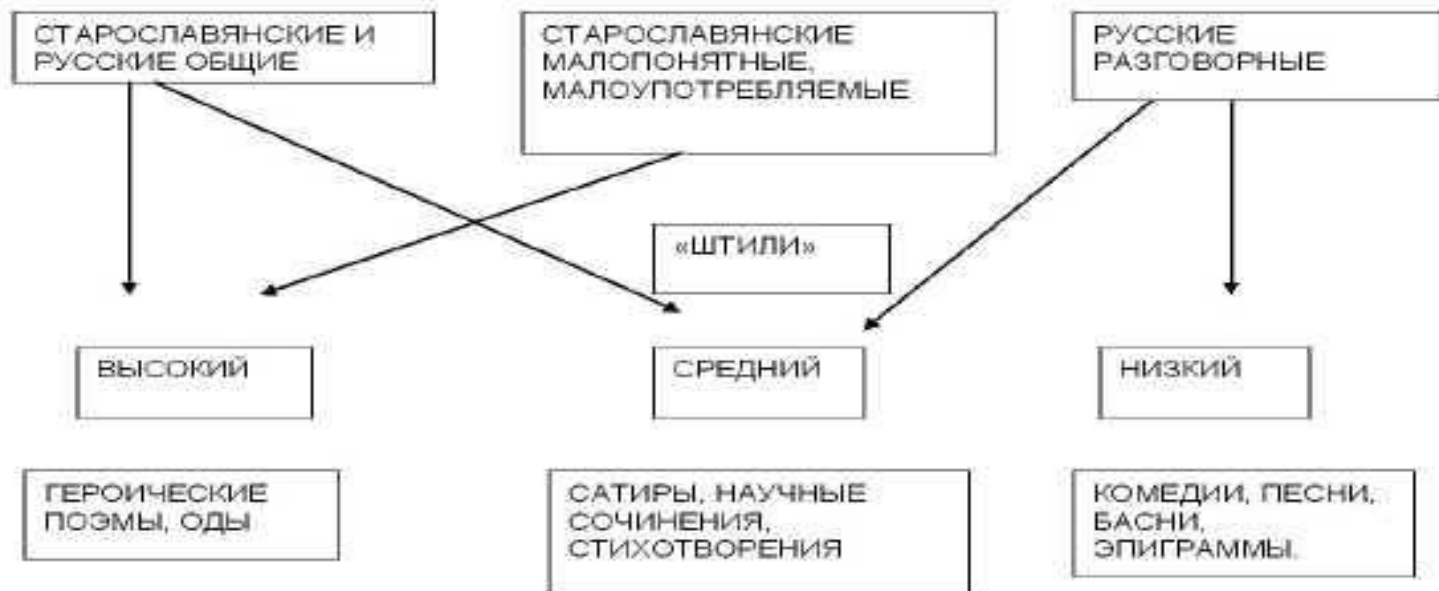 СТАРОСЛАВЯНСКИЕ И
РУССКИЕ ОБЩИЕ
СТАРОСЛАВЯНСКИЕ
МАЛОПОНЯТНЫЕ,
МАЛОУПОТРЕБЛЯЕМЫЕ
РУССКИЕ
РАЗГОВОРНЫЕ
«ШТИЛИ»
ВЫСОКИЙ
СРЕДНИЙ
НИЗКИЙ
ГЕРОИЧЕСКИЕ
ПОЭМЫ, ОДЫ
САТИРЫ, НАУЧНЫЕ
СОЧИНЕНИЯ,
СТИХОТВОРЕНИЯ
КОМЕДИИ, ПЕСНИ,
БАСНИ,
ЭПИГРАММЫ.